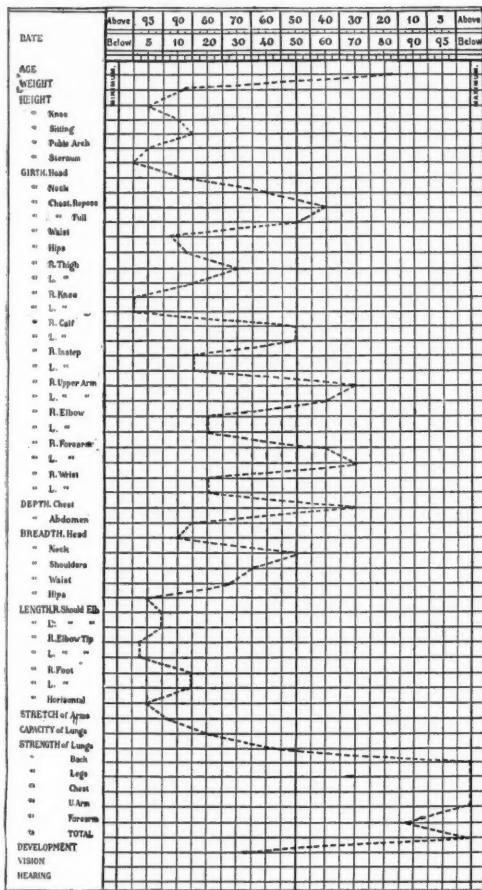 Above 95 90 80 70 60 50 40 30 20 10 5 Above
DATE
Below 5 10 20 30 40 50 60 70 80 90 95 Below
AGE
MINIMUM.
MAXIMUM.
WEIGHT
HEIGHT
" Knee
" Sitting
" Pubic Arch
" Sternum
GIRTH. Head
" Neck
" Chest. Repose
" " Full
" Waist
" Hips
" R. Thigh
" L. "
" R. Knee
" L. "
" R. Calf
" L. "
" R. Instep
" L. "
" R. Upper Arm
" L. " "
" R. Elbow
" L. "
" R. Forearm
" L. "
" R. Wrist
" L. "
DEPTH. Chest
" Abdomen
BREADTH. Head
" Neck
" Shoulders
" Waist
" Hips
LENGTH. R. Should Elb
" L. " "
" R. Elbow Tip
" L. " "
" R. Foot
" L. "
" Horizontal
STRETCH of Arms
CAPACITY of Lungs
STRENGTH of Lungs
" Back
" Legs
" Chest
" U. Arm
" Forearm
" TOTAL
DEVELOPMENT
VISION
HEARING